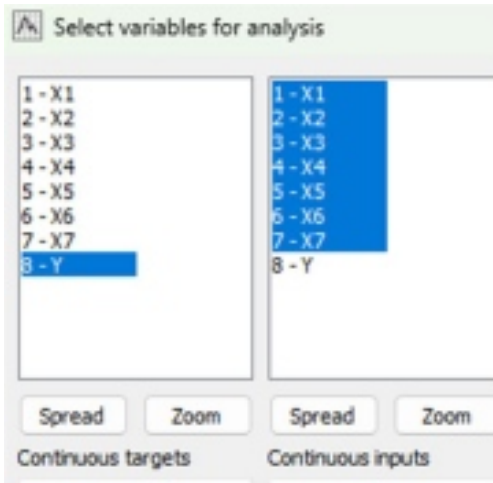 Select variables for analysis
1 - X1
2 - X2
3 - X3
4 - X4
5 - X5
6 - X6
7 - X7
8 - Y
1 - X1
2 - X2
3 - X3
4 - X4
5 - X5
6 - X6
7 - X7
8 - Y
Spread Zoom Spread Zoom
Continuous targets Continuous inputs